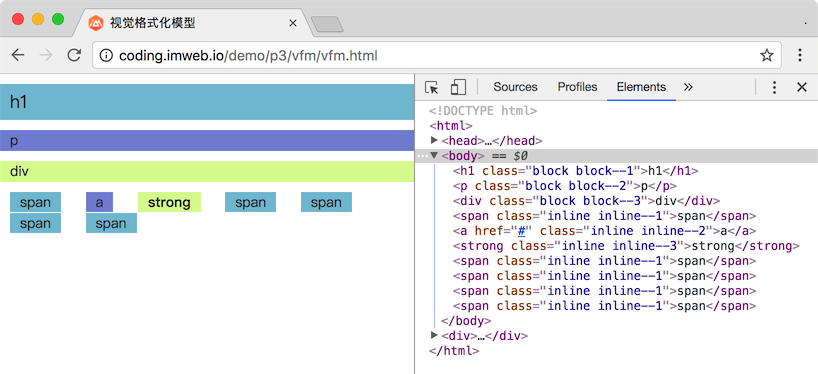 视觉格式化模型
coding.imweb.io/demo/p3/vfm/vfm.html
h1
p
div
span a strong span span
span span
Sources Profiles Elements
<!DOCTYPE html>
<html>
<head>…</head>
… <body> == $0
<h1 class="block block--1">h1</h1>
<p class="block block--2">p</p>
<div class="block block--3">div</div>
<span class="inline inline--1">span</span>
<a href="#" class="inline inline--2">a</a>
<strong class="inline inline--3">strong</strong>
<span class="inline inline--1">span</span>
<span class="inline inline--1">span</span>
<span class="inline inline--1">span</span>
<span class="inline inline--1">span</span>
</body>
<div>…</div>
</html>